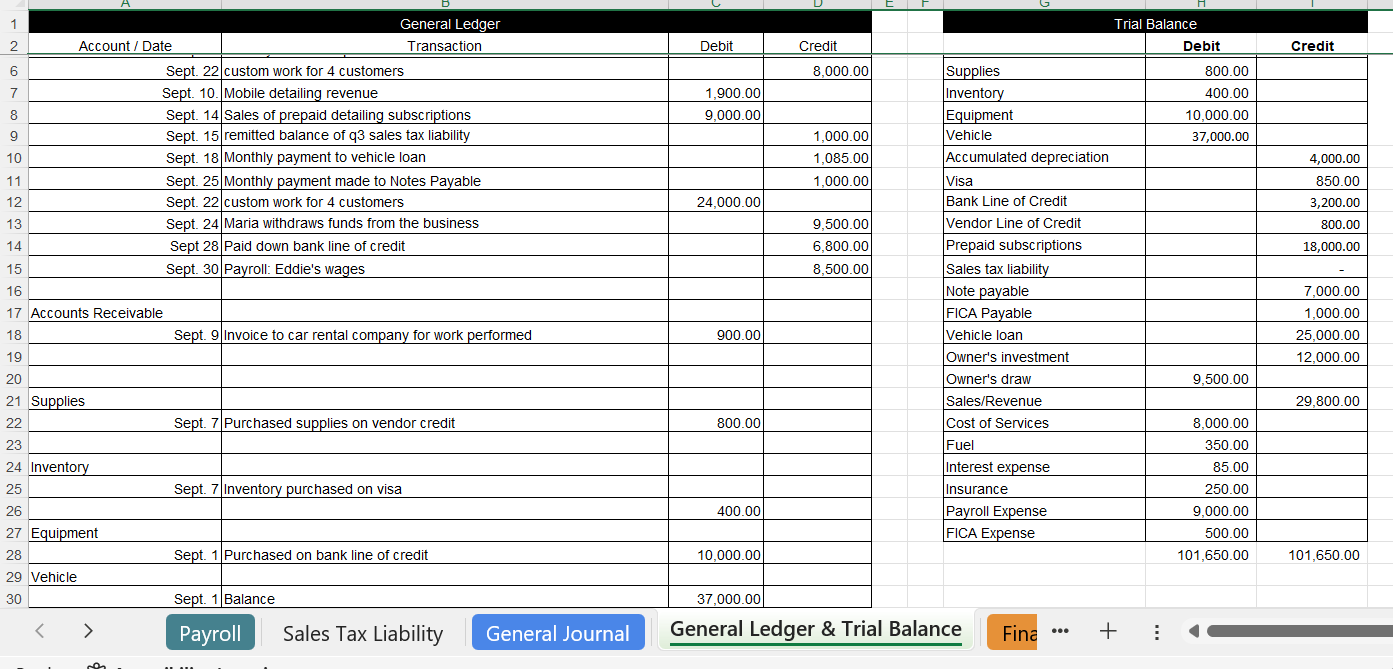 A B C D E F G H I
1 General Ledger Trial Balance
2 Account / Date Transaction Debit Credit Debit Credit
6 Sept. 22 custom work for 4 customers 8,000.00 Supplies 800.00
7 Sept. 10. Mobile detailing revenue 1,900.00 Inventory 400.00
8 Sept. 14 Sales of prepaid detailing subscriptions 9,000.00 Equipment 10,000.00
9 Sept. 15 remitted balance of q3 sales tax liability 1,000.00 Vehicle 37,000.00
10 Sept. 18 Monthly payment to vehicle loan 1,085.00 Accumulated depreciation 4,000.00
11 Sept. 25 Monthly payment made to Notes Payable 1,000.00 Visa 850.00
12 Sept. 22 custom work for 4 customers 24,000.00 Bank Line of Credit 3,200.00
13 Sept. 24 Maria withdraws funds from the business 9,500.00 Vendor Line of Credit 800.00
14 Sept 28 Paid down bank line of credit 6,800.00 Prepaid subscriptions 18,000.00
15 Sept. 30 Payroll: Eddie's wages 8,500.00 Sales tax liability -
16 Note payable 7,000.00
17 Accounts Receivable FICA Payable 1,000.00
18 Sept. 9 Invoice to car rental company for work performed 900.00 Vehicle loan 25,000.00
19 Owner's investment 12,000.00
20 Owner's draw 9,500.00
21 Supplies Sales/Revenue 29,800.00
22 Sept. 7 Purchased supplies on vendor credit 800.00 Cost of Services 8,000.00
23 Fuel 350.00
24 Inventory Interest expense 85.00
25 Sept. 7 Inventory purchased on visa Insurance 250.00
26 400.00 Payroll Expense 9,000.00
27 Equipment FICA Expense 500.00
28 Sept. 1 Purchased on bank line of credit 10,000.00 101,650.00 101,650.00
29 Vehicle
30 Sept. 1 Balance 37,000.00
Payroll Sales Tax Liability General Journal General Ledger & Trial Balance Fina